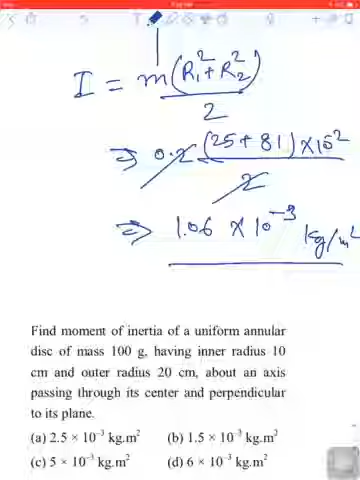 I = m(R₁² + R₂²)
2
⇒ 0.2 (25 + 81) × 10²
2
⇒ 1.06 × 10⁻³ Kg/m²
Find moment of inertia of a uniform annular
disc of mass 100 g, having inner radius 10
cm and outer radius 20 cm, about an axis
passing through its center and perpendicular
to its plane.
(a) 2.5 × 10⁻³ kg.m² (b) 1.5 × 10⁻³ kg.m²
(c) 5 × 10⁻³ kg.m² (d) 6 × 10⁻³ kg.m²